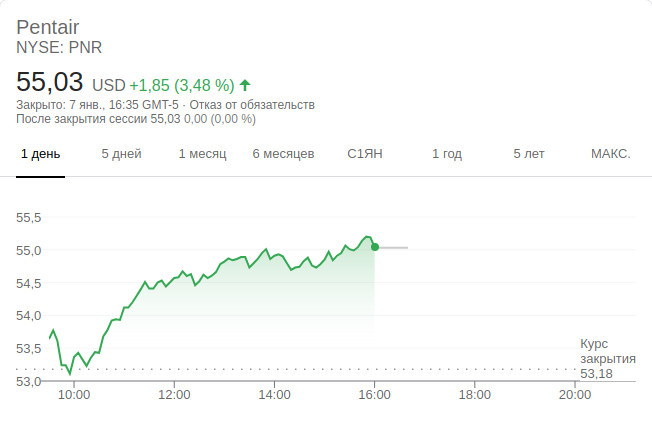 Pentair
NYSE: PNR
55,03 USD +1,85 (3,48 %)
Закрыто: 7 янв., 16:35 GMT-5 · Отказ от обязательств
После закрытия сессии 55,03 0,00 (0,00 %)
1 день 5 дней 1 месяц 6 месяцев С1ЯН 1 год 5 лет МАКС.
55,5
55,0
54,5
54,0
53,5
53,0
Курс
закрытия
53,18
10:00 12:00 14:00 16:00 18:00 20:00